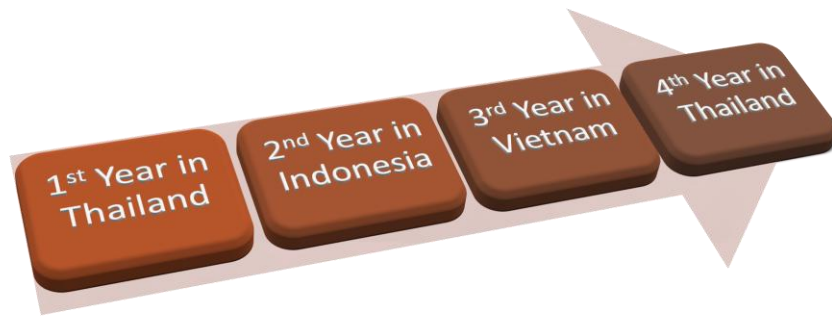 1st Year in
Thailand
2nd Year in
Indonesia
3rd Year in
Vietnam
4th Year in
Thailand